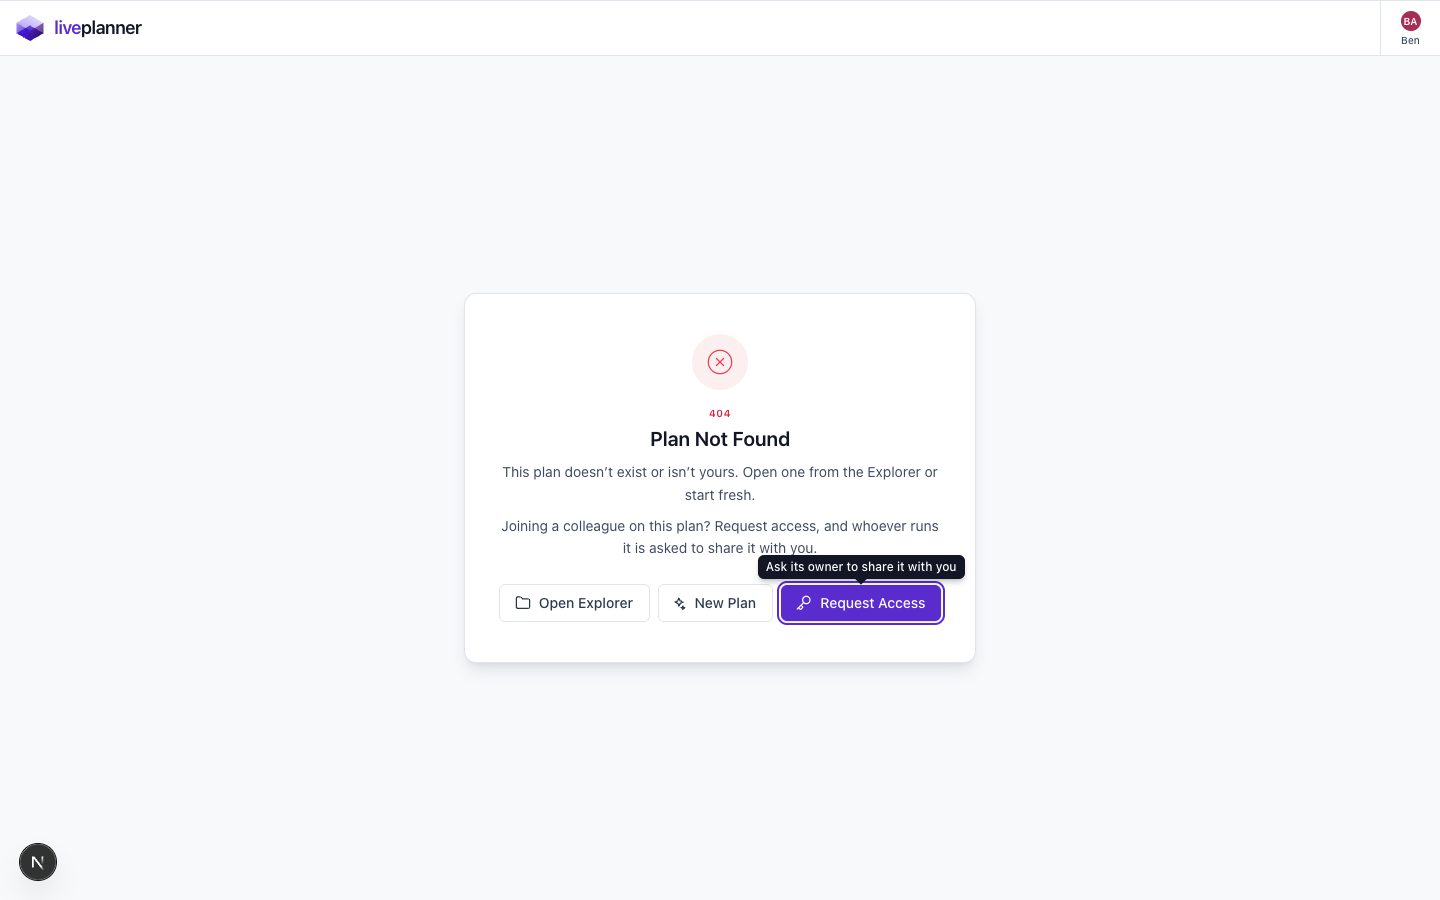 liveplanner
BA
Ben
404
Plan Not Found
This plan doesn’t exist or isn’t yours. Open one from the Explorer or
start fresh.
Joining a colleague on this plan? Request access, and whoever runs
it is asked to share it with you.
Ask its owner to share it with you
Open Explorer
New Plan
Request Access
N